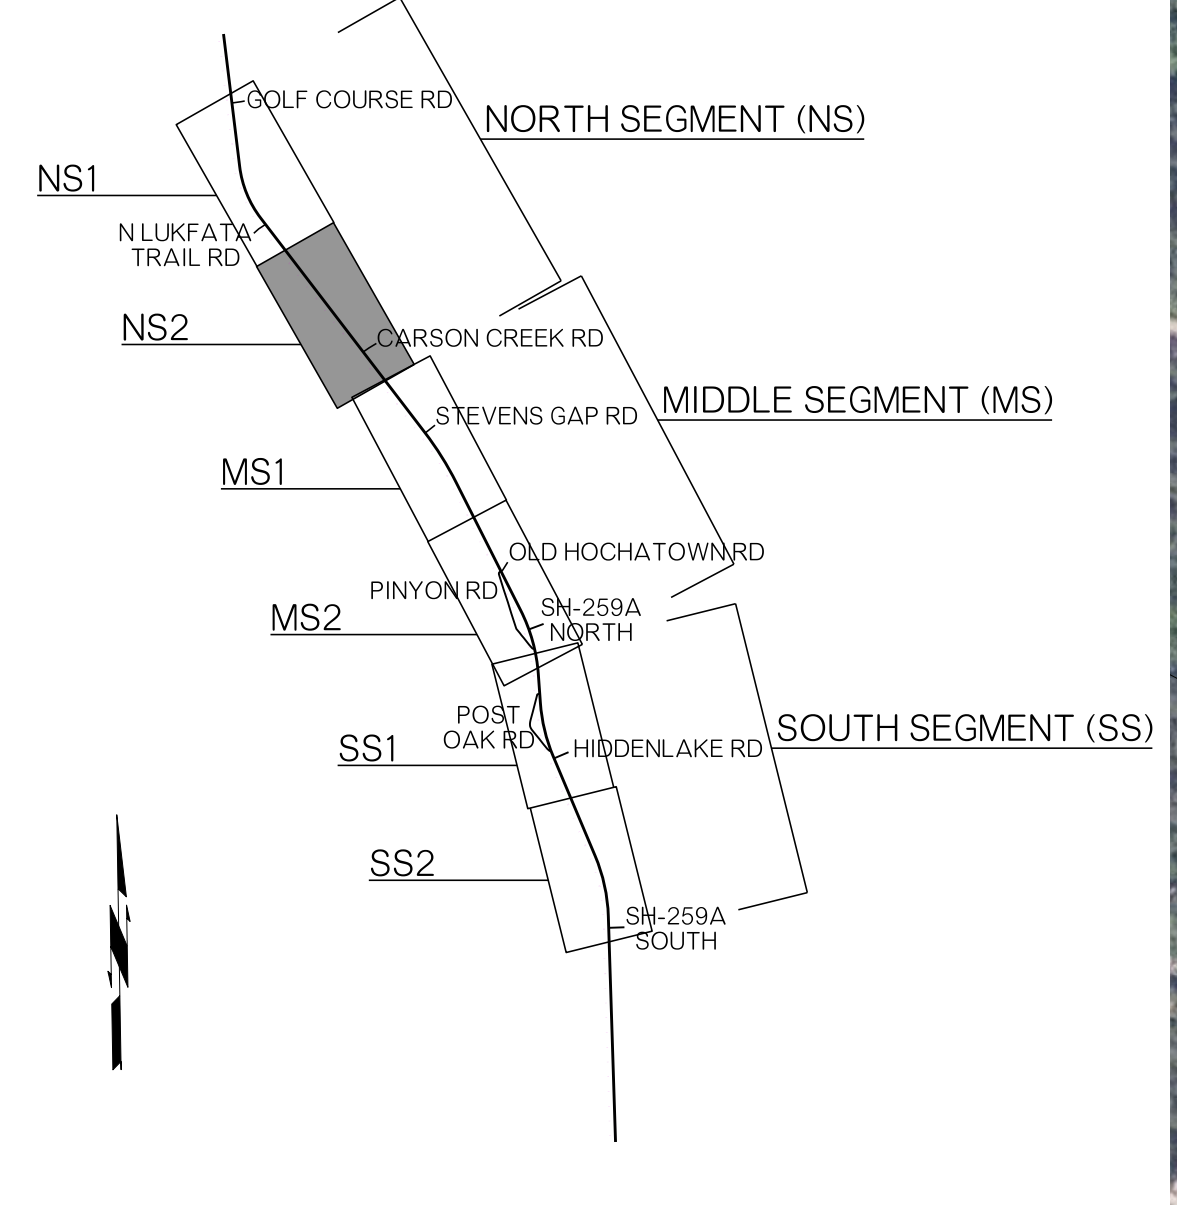 GOLF COURSE RD
NORTH SEGMENT (NS)
NS1
N LUKFATA
TRAIL RD
NS2
CARSON CREEK RD
MIDDLE SEGMENT (MS)
STEVENS GAP RD
MS1
OLD HOCHATOWN RD
PINYON RD
SH-259A
NORTH
MS2
POST
OAK RD
SOUTH SEGMENT (SS)
SS1
HIDDENLAKE RD
SS2
SH-259A
SOUTH